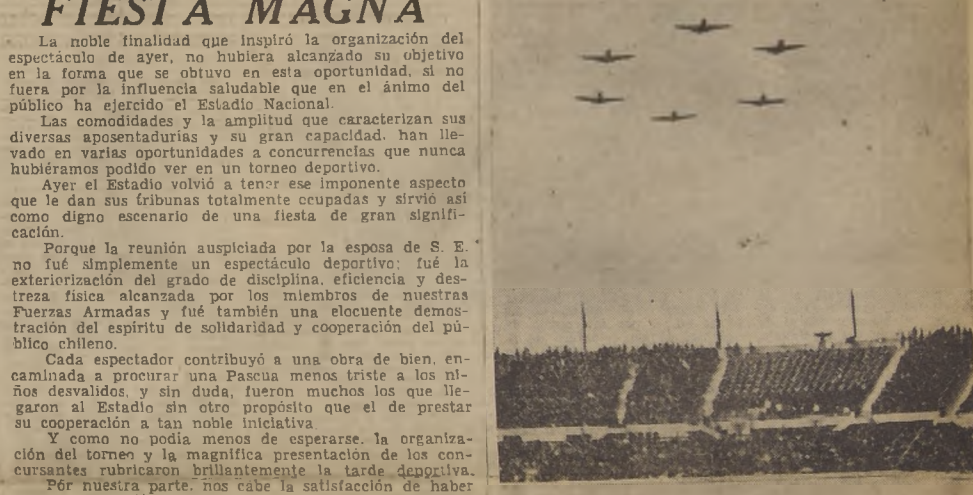 FIESTA MAGNA
La noble finalidad que inspiró la organización del
espectáculo de ayer, no hubiera alcanzado su objetivo
en la forma que se obtuvo en esta oportunidad, si no
fuera por la influencia saludable que en el ánimo del
público ha ejercido el Estadio Nacional.
Las comodidades y la amplitud que caracterizan sus
diversas aposentadurías y su gran capacidad, han lle-
vado en varias oportunidades a concurrencias que nunca
hubiéramos podido ver en un torneo deportivo.
Ayer el Estadio volvió a tener ese imponente aspecto
que le dan sus tribunas totalmente ocupadas y sirvió así
como digno escenario de una fiesta de gran signifi-
cación.
Porque la reunión auspiciada por la esposa de S. E.
no fué simplemente un espectáculo deportivo; fué la
exteriorización del grado de disciplina, eficiencia y des-
treza física alcanzada por los miembros de nuestras
Fuerzas Armadas y fué también una elocuente demos-
tración del espíritu de solidaridad y cooperación del pú-
blico chileno.
Cada espectador contribuyó a una obra de bien, en-
caminada a procurar una Pascua menos triste a los ni-
ños desvalidos, y sin duda, fueron muchos los que lle-
garon al Estadio sin otro propósito que el de prestar
su cooperación a tan noble iniciativa.
Y como no podía menos de esperarse, la organiza-
ción del torneo y la magnífica presentación de los con-
cursantes rubricaron brillantemente la tarde deportiva.
Por nuestra parte, nos cabe la satisfacción de haber